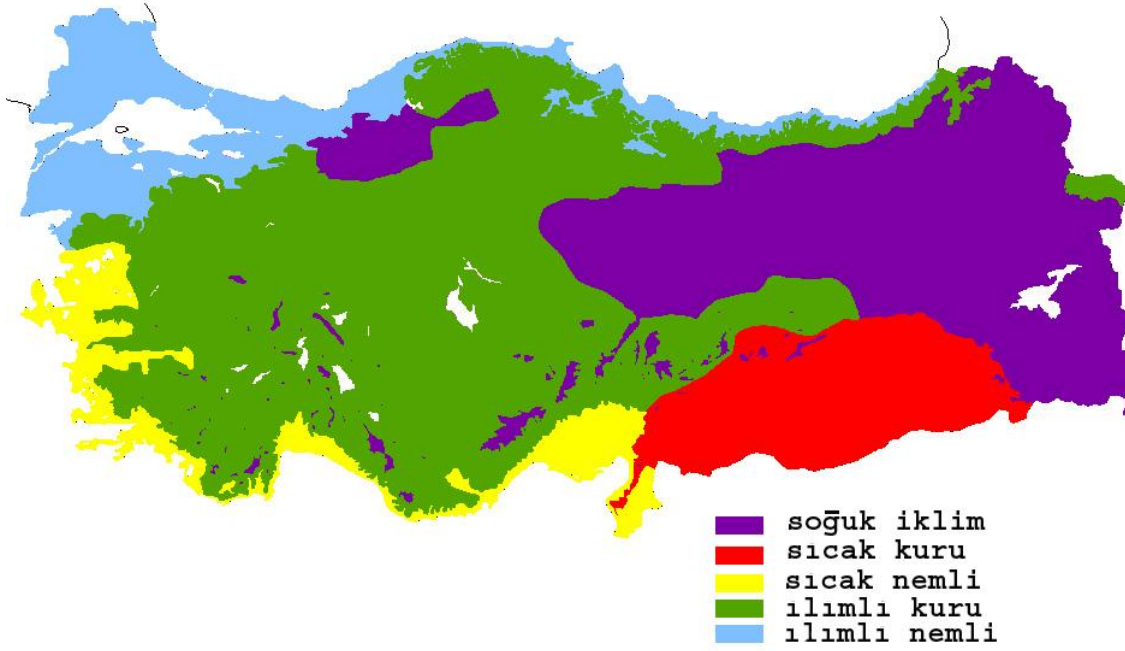 soğuk iklim
sıcak kuru
sıcak nemli
ılımlı kuru
ılımlı nemli